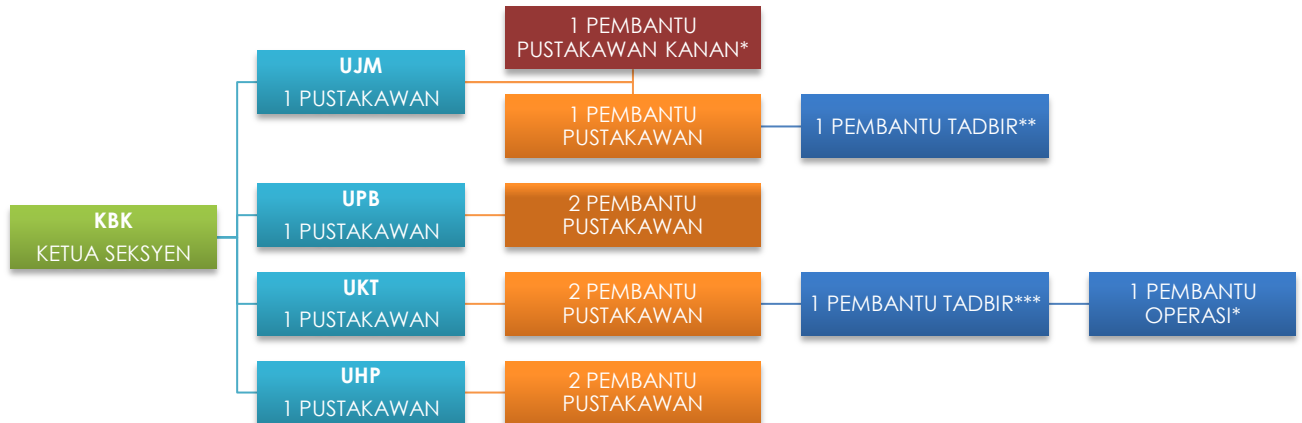 1 PEMBANTU
PUSTAKAWAN KANAN*
UJM
1 PUSTAKAWAN
1 PEMBANTU
PUSTAKAWAN
1 PEMBANTU TADBIR**
UPB
1 PUSTAKAWAN
2 PEMBANTU
PUSTAKAWAN
KBK
KETUA SEKSYEN
UKT
1 PUSTAKAWAN
2 PEMBANTU
PUSTAKAWAN
1 PEMBANTU TADBIR***
1 PEMBANTU
OPERASI*
UHP
1 PUSTAKAWAN
2 PEMBANTU
PUSTAKAWAN